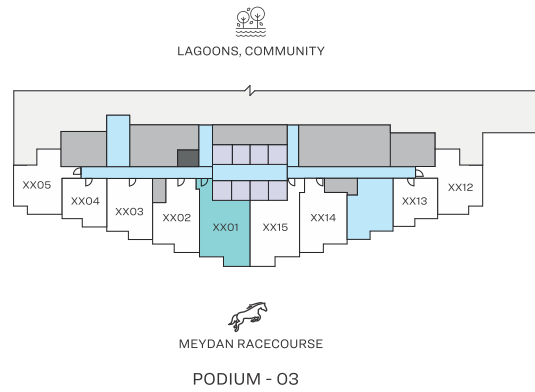 LAGOONS, COMMUNITY
XX05
XX04
XX03
XX02
XX01
XX15
XX14
XX13
XX12
MEYDAN RACECOURSE
PODIUM - 03